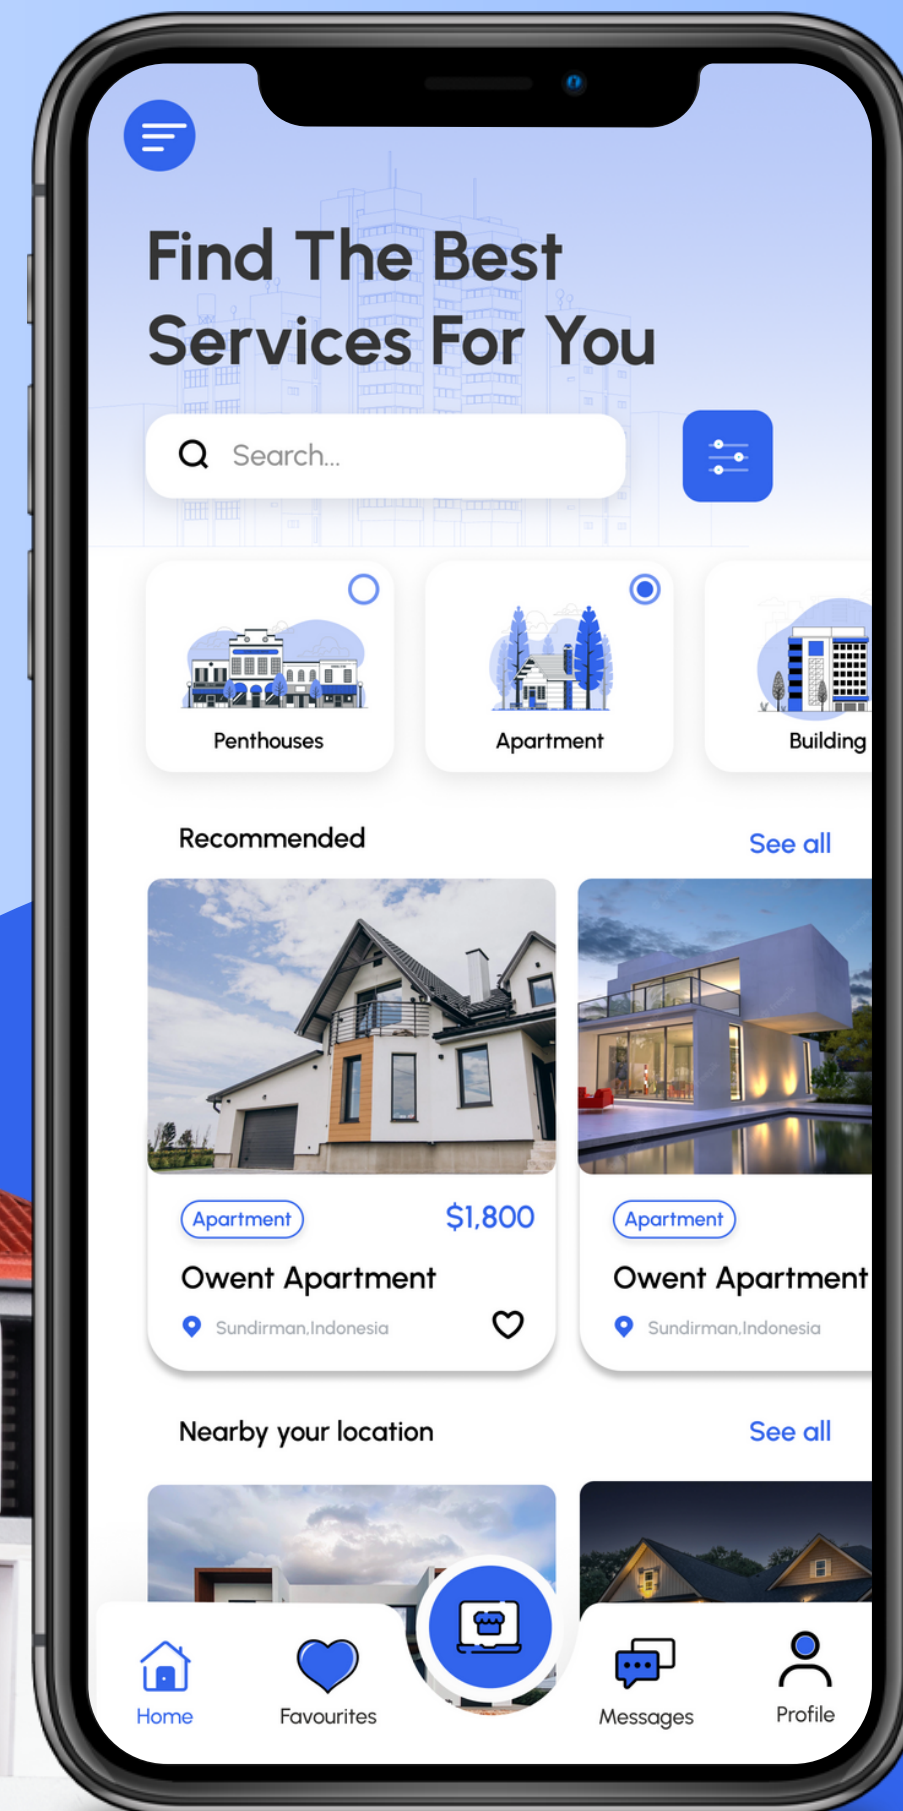 Find The Best
Services For You
Search...
Penthouses
Apartment
Building
Recommended
See all
Apartment
$1,800
Owent Apartment
Sundirman,Indonesia
Apartment
Owent Apartment
Sundirman,Indonesia
Nearby your location
See all
Home
Favourites
Messages
Profile